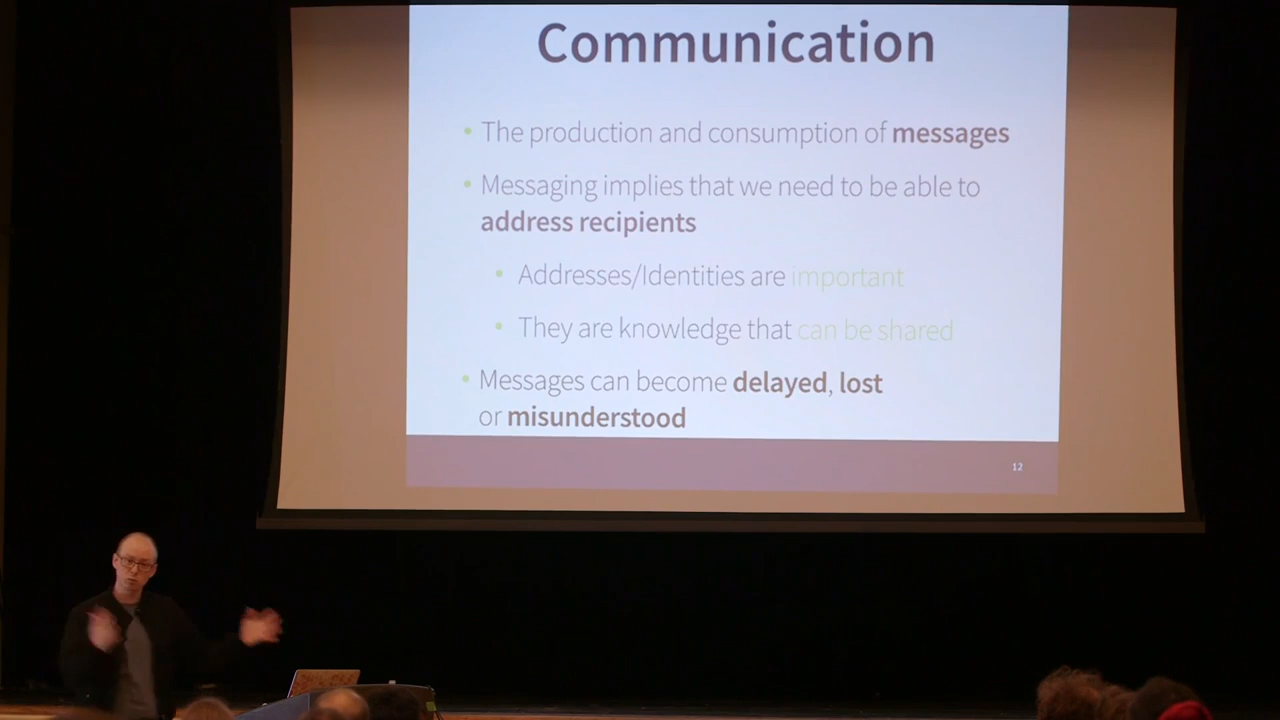 Communication
• The production and consumption of messages
• Messaging implies that we need to be able to
address recipients
• Addresses/Identities are important
• They are knowledge that can be shared
• Messages can become delayed, lost
or misunderstood
12